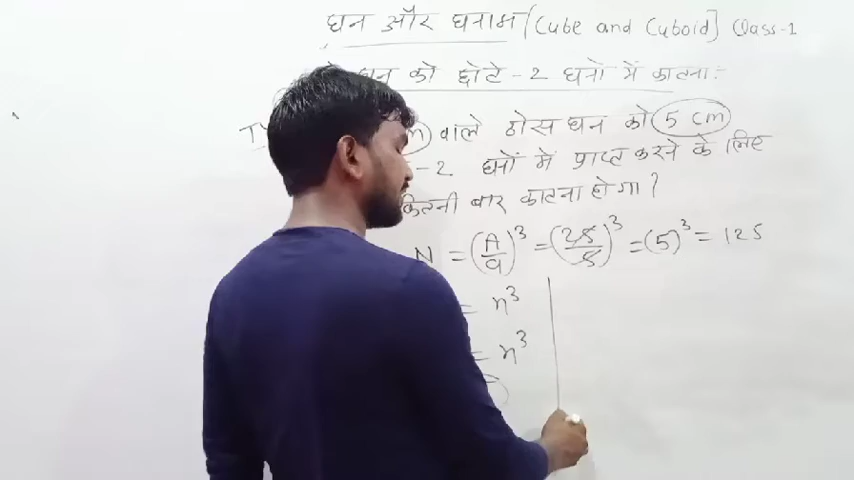 घन और घनाभ [Cube and Cuboid] Class-1
घन को छोटे-2 घनों में काटना:
वाले ठोस घन को 5 cm
-2 घनों में प्राप्त करने के लिए
कितनी बार काटना होगा?
N = (A/a)³ = (25/5)³ = (5)³ = 125
= n³
= n³